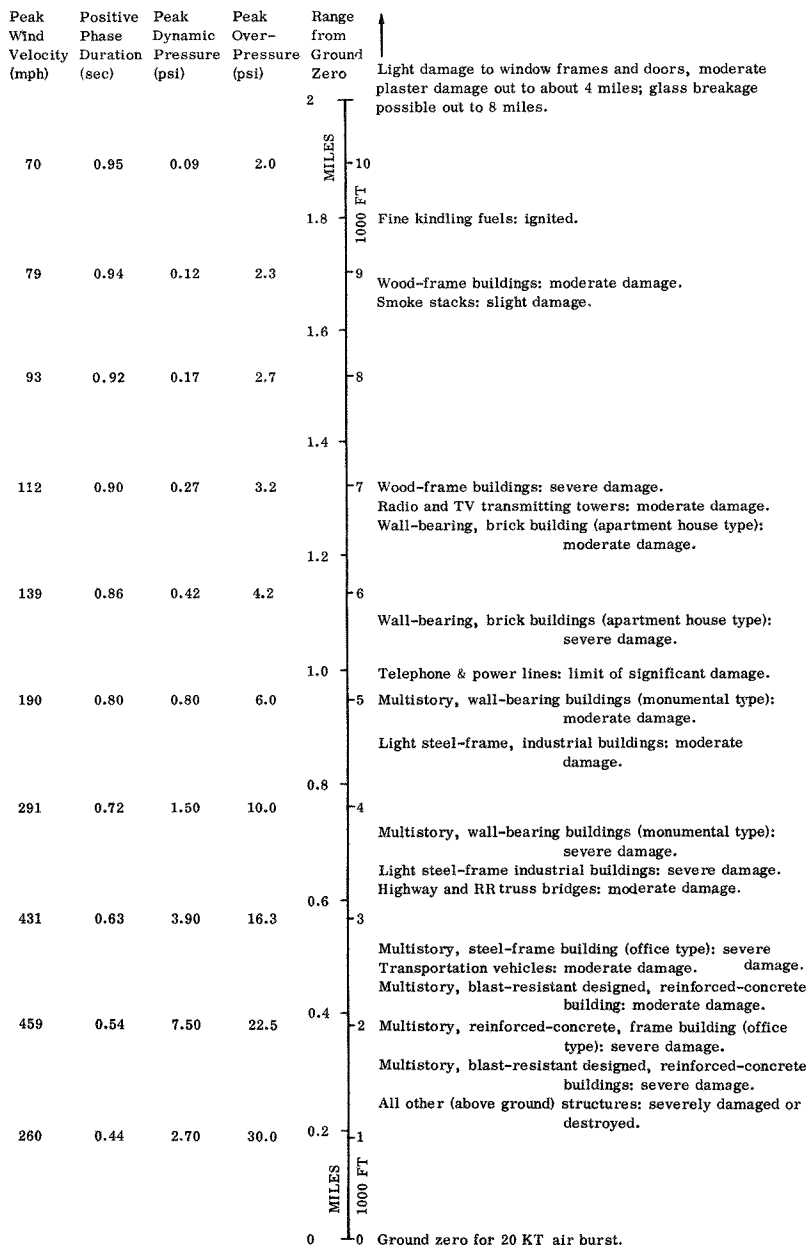 Peak Positive Peak Peak Range
Wind Phase Dynamic Over- from
Velocity Duration Pressure Pressure Ground
(mph) (sec) (psi) (psi) Zero
Light damage to window frames and doors, moderate
plaster damage out to about 4 miles; glass breakage
possible out to 8 miles.
2
MILES
70 0.95 0.09 2.0 10
1000 FT
1.8 Fine kindling fuels: ignited.
79 0.94 0.12 2.3 9
Wood-frame buildings: moderate damage.
Smoke stacks: slight damage.
1.6
93 0.92 0.17 2.7 8
1.4
112 0.90 0.27 3.2 7 Wood-frame buildings: severe damage.
Radio and TV transmitting towers: moderate damage.
Wall-bearing, brick building (apartment house type):
moderate damage.
1.2
139 0.86 0.42 4.2 6
Wall-bearing, brick buildings (apartment house type):
severe damage.
1.0 Telephone & power lines: limit of significant damage.
190 0.80 0.80 6.0 5 Multistory, wall-bearing buildings (monumental type):
moderate damage.
Light steel-frame, industrial buildings: moderate
damage.
0.8
291 0.72 1.50 10.0 4
Multistory, wall-bearing buildings (monumental type):
severe damage.
Light steel-frame industrial buildings: severe damage.
Highway and RR truss bridges: moderate damage.
0.6
431 0.63 3.90 16.3 3
Multistory, steel-frame building (office type): severe
damage.
Transportation vehicles: moderate damage.
Multistory, blast-resistant designed, reinforced-concrete
building: moderate damage.
0.4
459 0.54 7.50 22.5 2 Multistory, reinforced-concrete, frame building (office
type): severe damage.
Multistory, blast-resistant designed, reinforced-concrete
buildings: severe damage.
All other (above ground) structures: severely damaged or
destroyed.
0.2
260 0.44 2.70 30.0 1
MILES
1000 FT
0 0 Ground zero for 20 KT air burst.